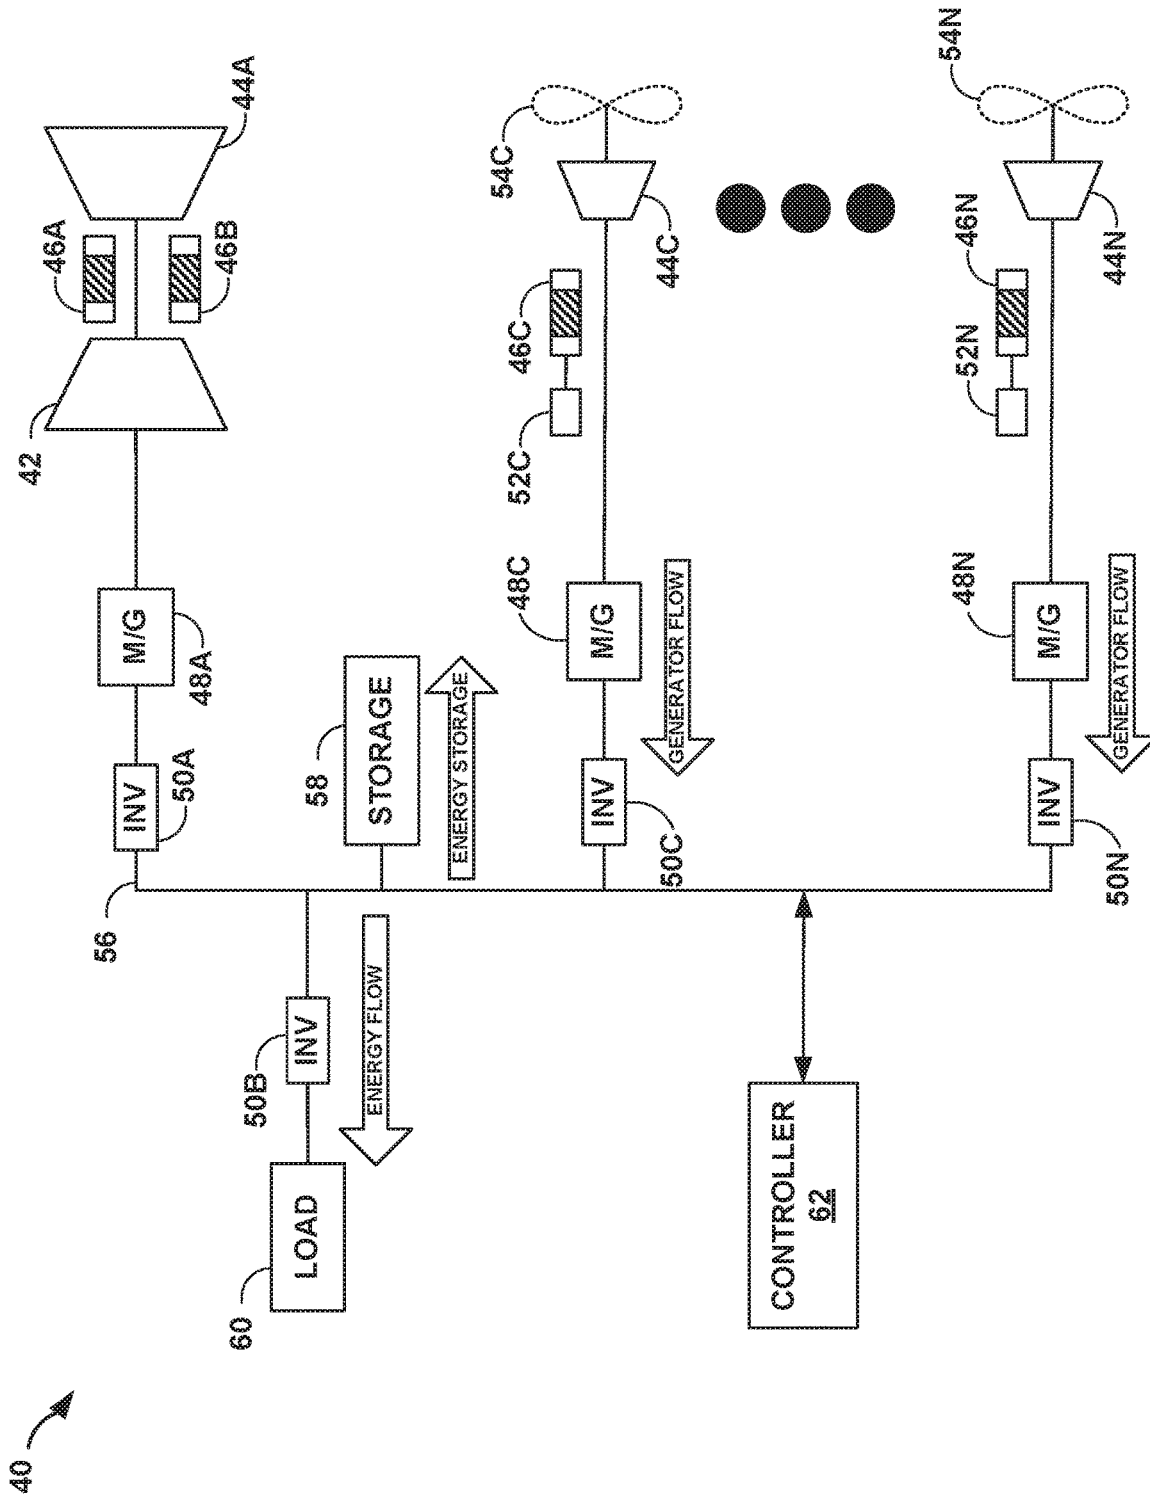 40
60
LOAD
50B
INV
ENERGY FLOW
CONTROLLER
62
56
INV
50A
M/G
48A
42
46A
46B
44A
58
STORAGE
ENERGY STORAGE
INV
50C
M/G
48C
GENERATOR FLOW
52C
46C
44C
54C
INV
50N
M/G
48N
GENERATOR FLOW
52N
46N
44N
54N